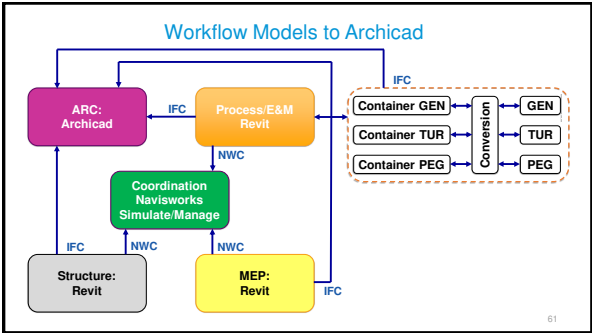 Workflow Models to Archicad
IFC
ARC:
Archicad
IFC
Process/E&M
Revit
Container GEN
GEN
Container TUR
TUR
Container PEG
PEG
Conversion
NWC
Coordination
Navisworks
Simulate/Manage
IFC
NWC
NWC
Structure:
Revit
MEP:
Revit
IFC
61